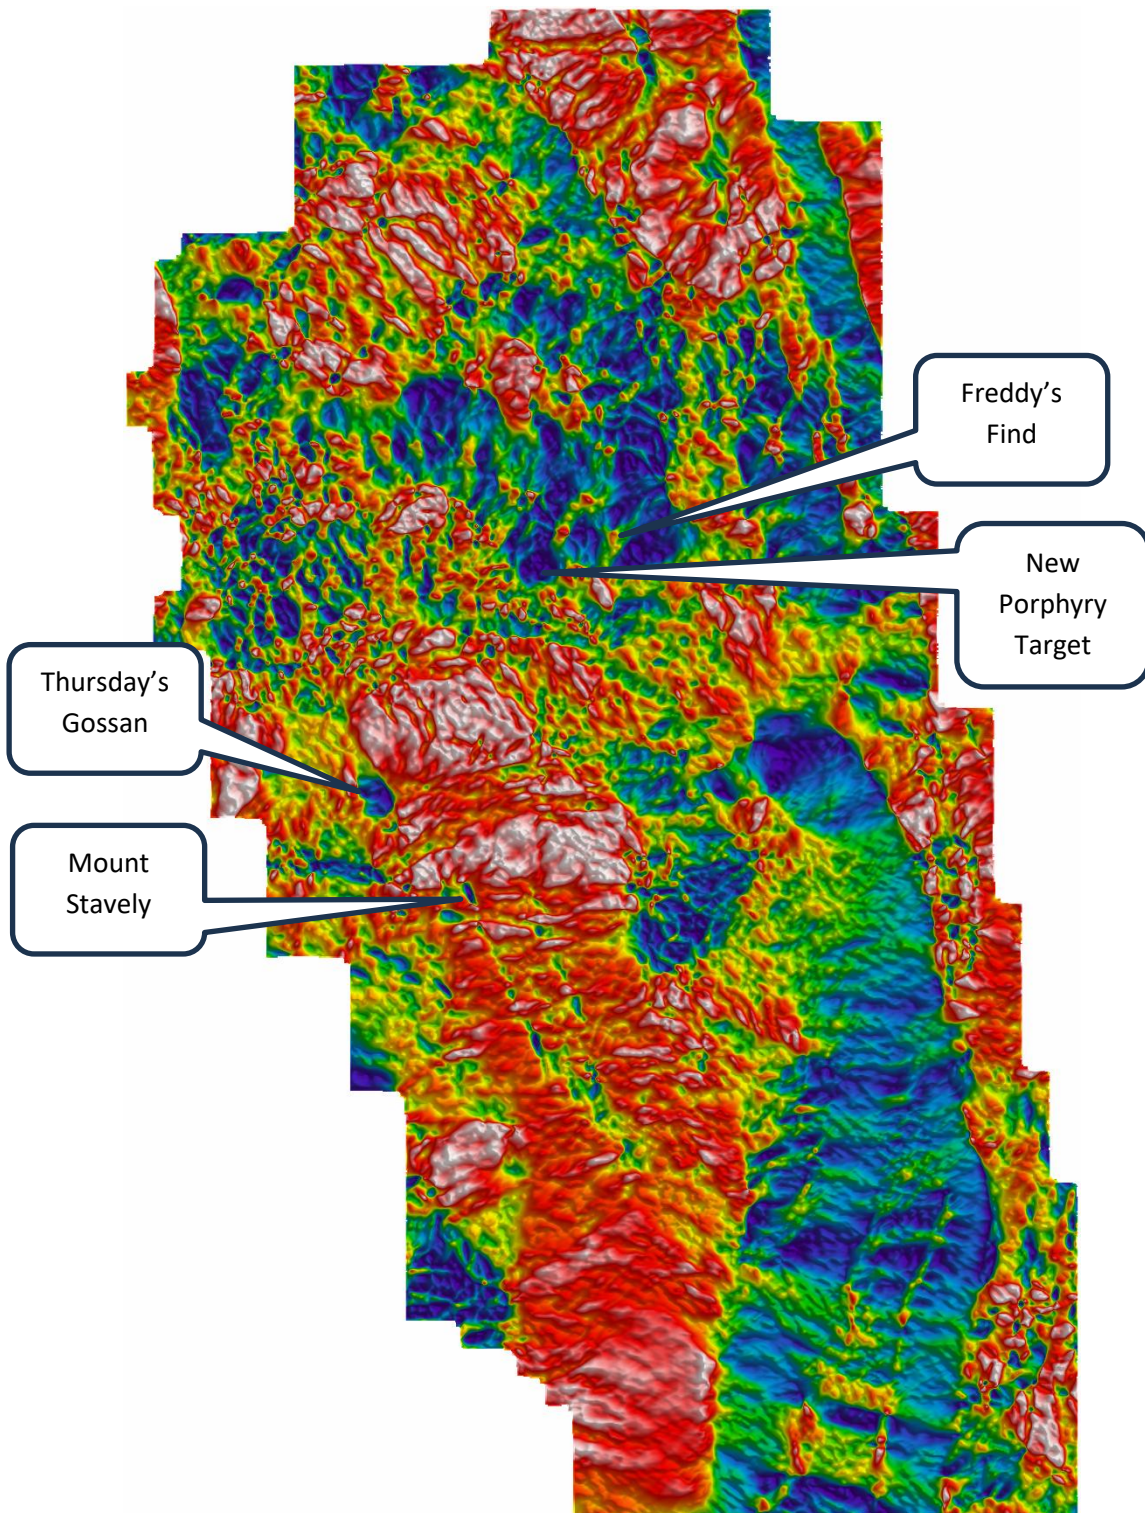 Freddy’s
Find
New
Porphyry
Target
Thursday’s
Gossan
Mount
Stavely